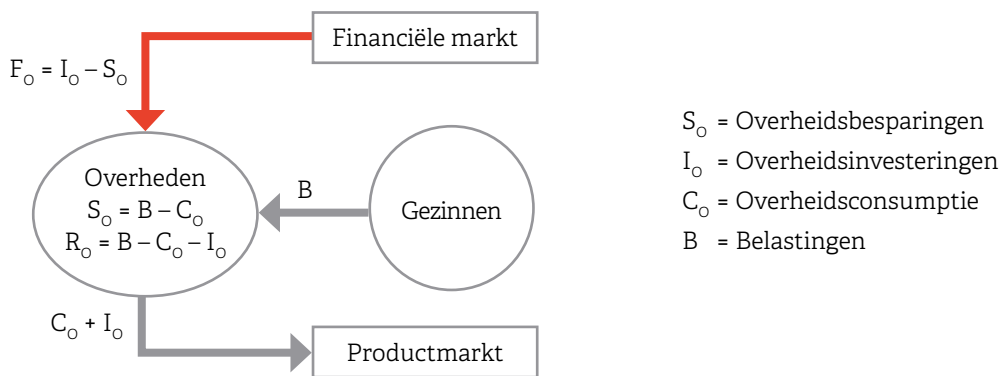 Financiële markt
F_O = I_O – S_O
Overheden
S_O = B – C_O
R_O = B – C_O – I_O
B
Gezinnen
C_O + I_O
Productmarkt
S_O = Overheidsbesparingen
I_O = Overheidsinvesteringen
C_O = Overheidsconsumptie
B = Belastingen